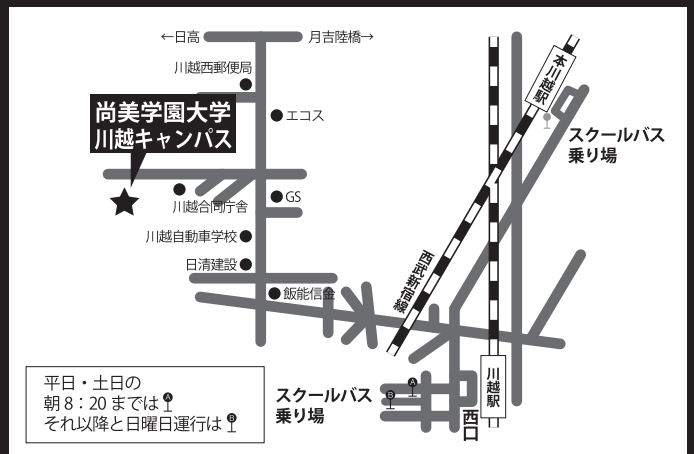 ←日高
月吉陸橋→
川越西郵便局
エコス
尚美学園大学
川越キャンパス
本川越駅
スクールバス
乗り場
川越合同庁舎
GS
川越自動車学校
日清建設
飯能信金
西武新宿線
平日・土日の
朝8:20までは A
それ以降と日曜日運行は B
スクールバス
乗り場
A
B
川越駅
西口